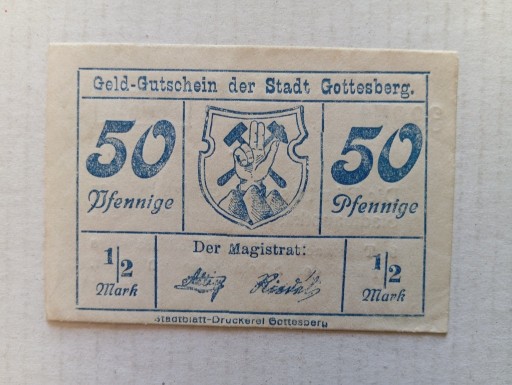 Geld-Gutschein der Stadt Gottesberg.
50 50
Pfennige Pfennige
Der Magistrat:
1/2 1/2
Mark Mark
Riedel
Stadtblatt-Druckerei Gottesberg